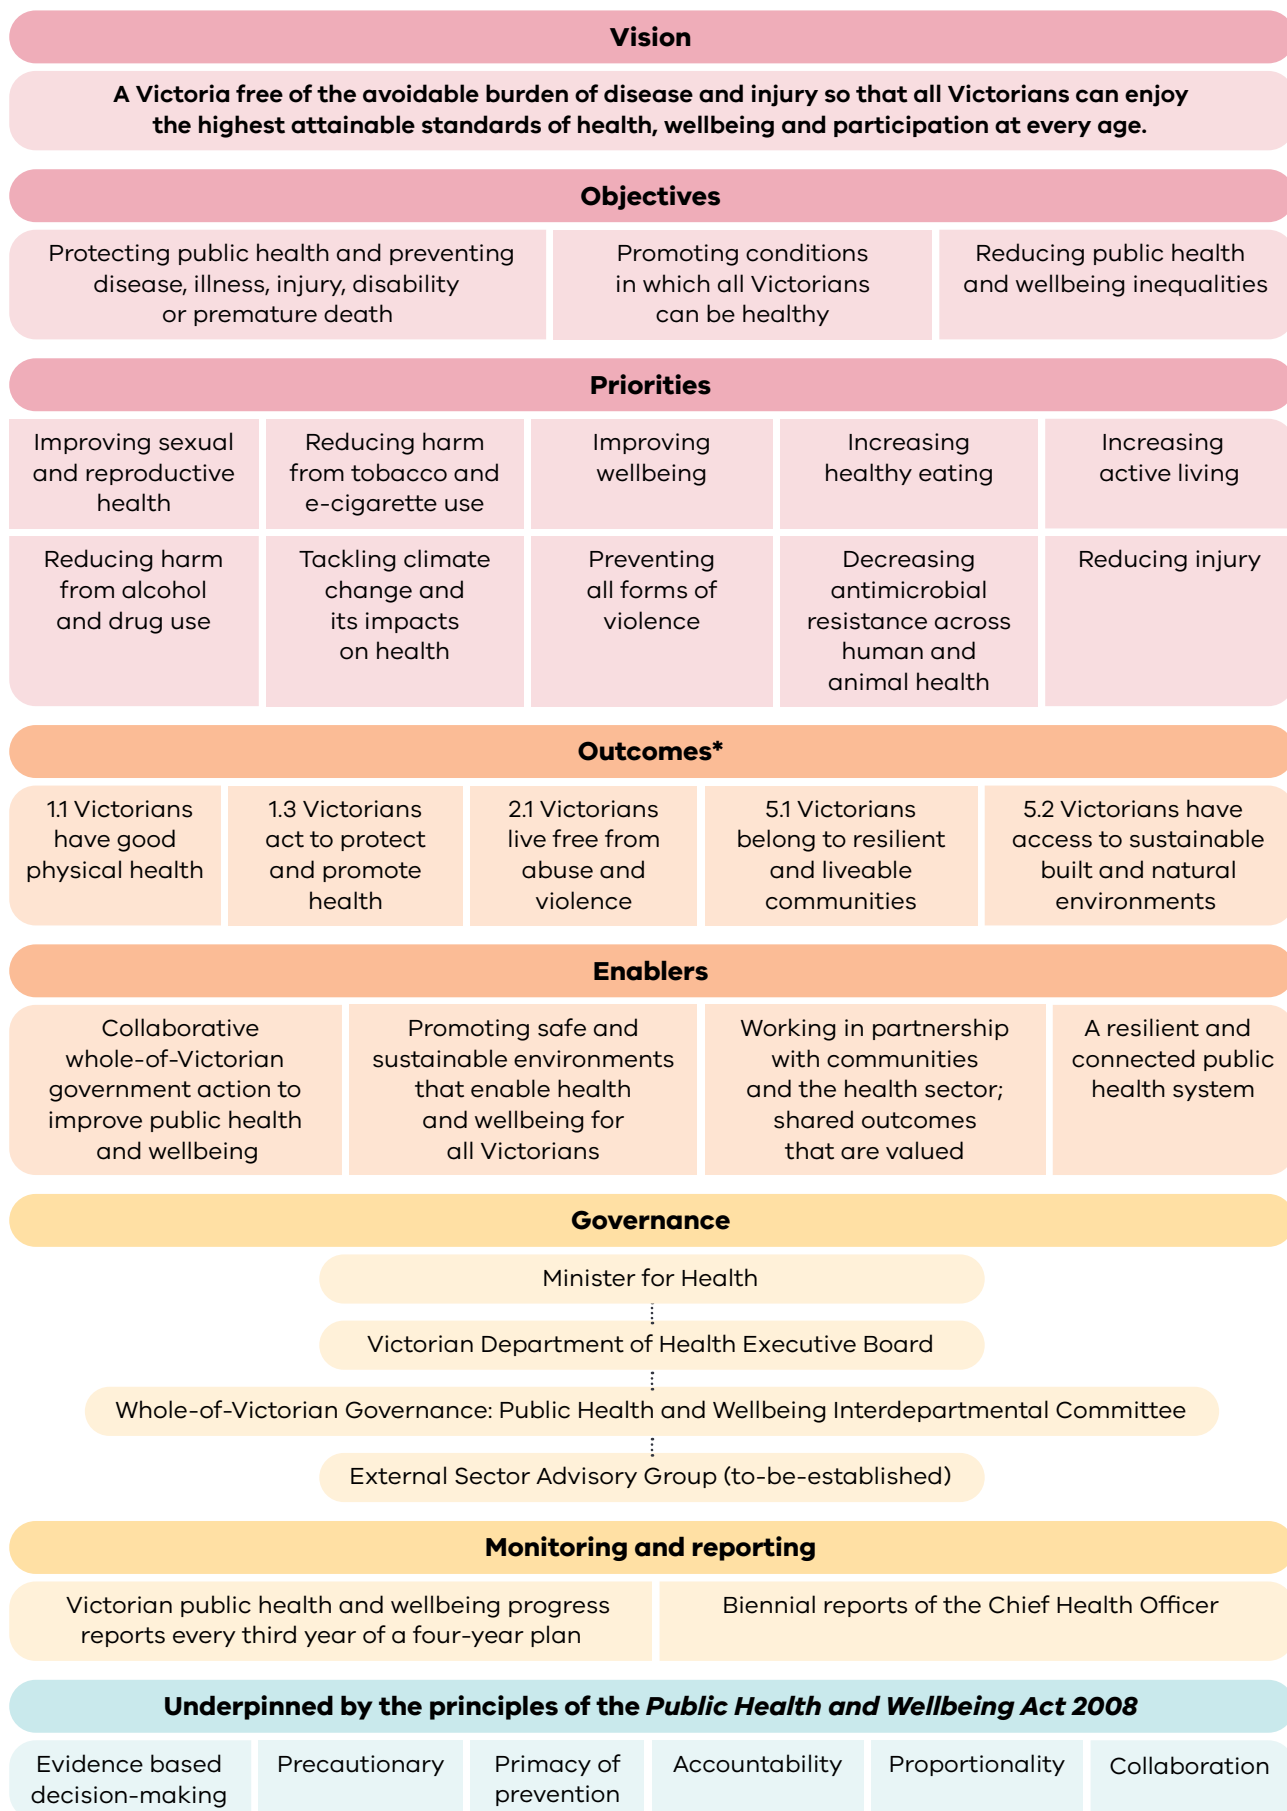 Vision
A Victoria free of the avoidable burden of disease and injury so that all Victorians can enjoy
the highest attainable standards of health, wellbeing and participation at every age.
Objectives
Protecting public health and preventing
disease, illness, injury, disability
or premature death
Promoting conditions
in which all Victorians
can be healthy
Reducing public health
and wellbeing inequalities
Priorities
Improving sexual
and reproductive
health
Reducing harm
from tobacco and
e-cigarette use
Improving
wellbeing
Increasing
healthy eating
Increasing
active living
Reducing harm
from alcohol
and drug use
Tackling climate
change and
its impacts
on health
Preventing
all forms of
violence
Decreasing
antimicrobial
resistance across
human and
animal health
Reducing injury
Outcomes*
1.1 Victorians
have good
physical health
1.3 Victorians
act to protect
and promote
health
2.1 Victorians
live free from
abuse and
violence
5.1 Victorians
belong to resilient
and liveable
communities
5.2 Victorians have
access to sustainable
built and natural
environments
Enablers
Collaborative
whole-of-Victorian
government action to
improve public health
and wellbeing
Promoting safe and
sustainable environments
that enable health
and wellbeing for
all Victorians
Working in partnership
with communities
and the health sector;
shared outcomes
that are valued
A resilient and
connected public
health system
Governance
Minister for Health
Victorian Department of Health Executive Board
Whole-of-Victorian Governance: Public Health and Wellbeing Interdepartmental Committee
External Sector Advisory Group (to-be-established)
Monitoring and reporting
Victorian public health and wellbeing progress
reports every third year of a four-year plan
Biennial reports of the Chief Health Officer
Underpinned by the principles of the Public Health and Wellbeing Act 2008
Evidence based
decision-making
Precautionary
Primacy of
prevention
Accountability
Proportionality
Collaboration